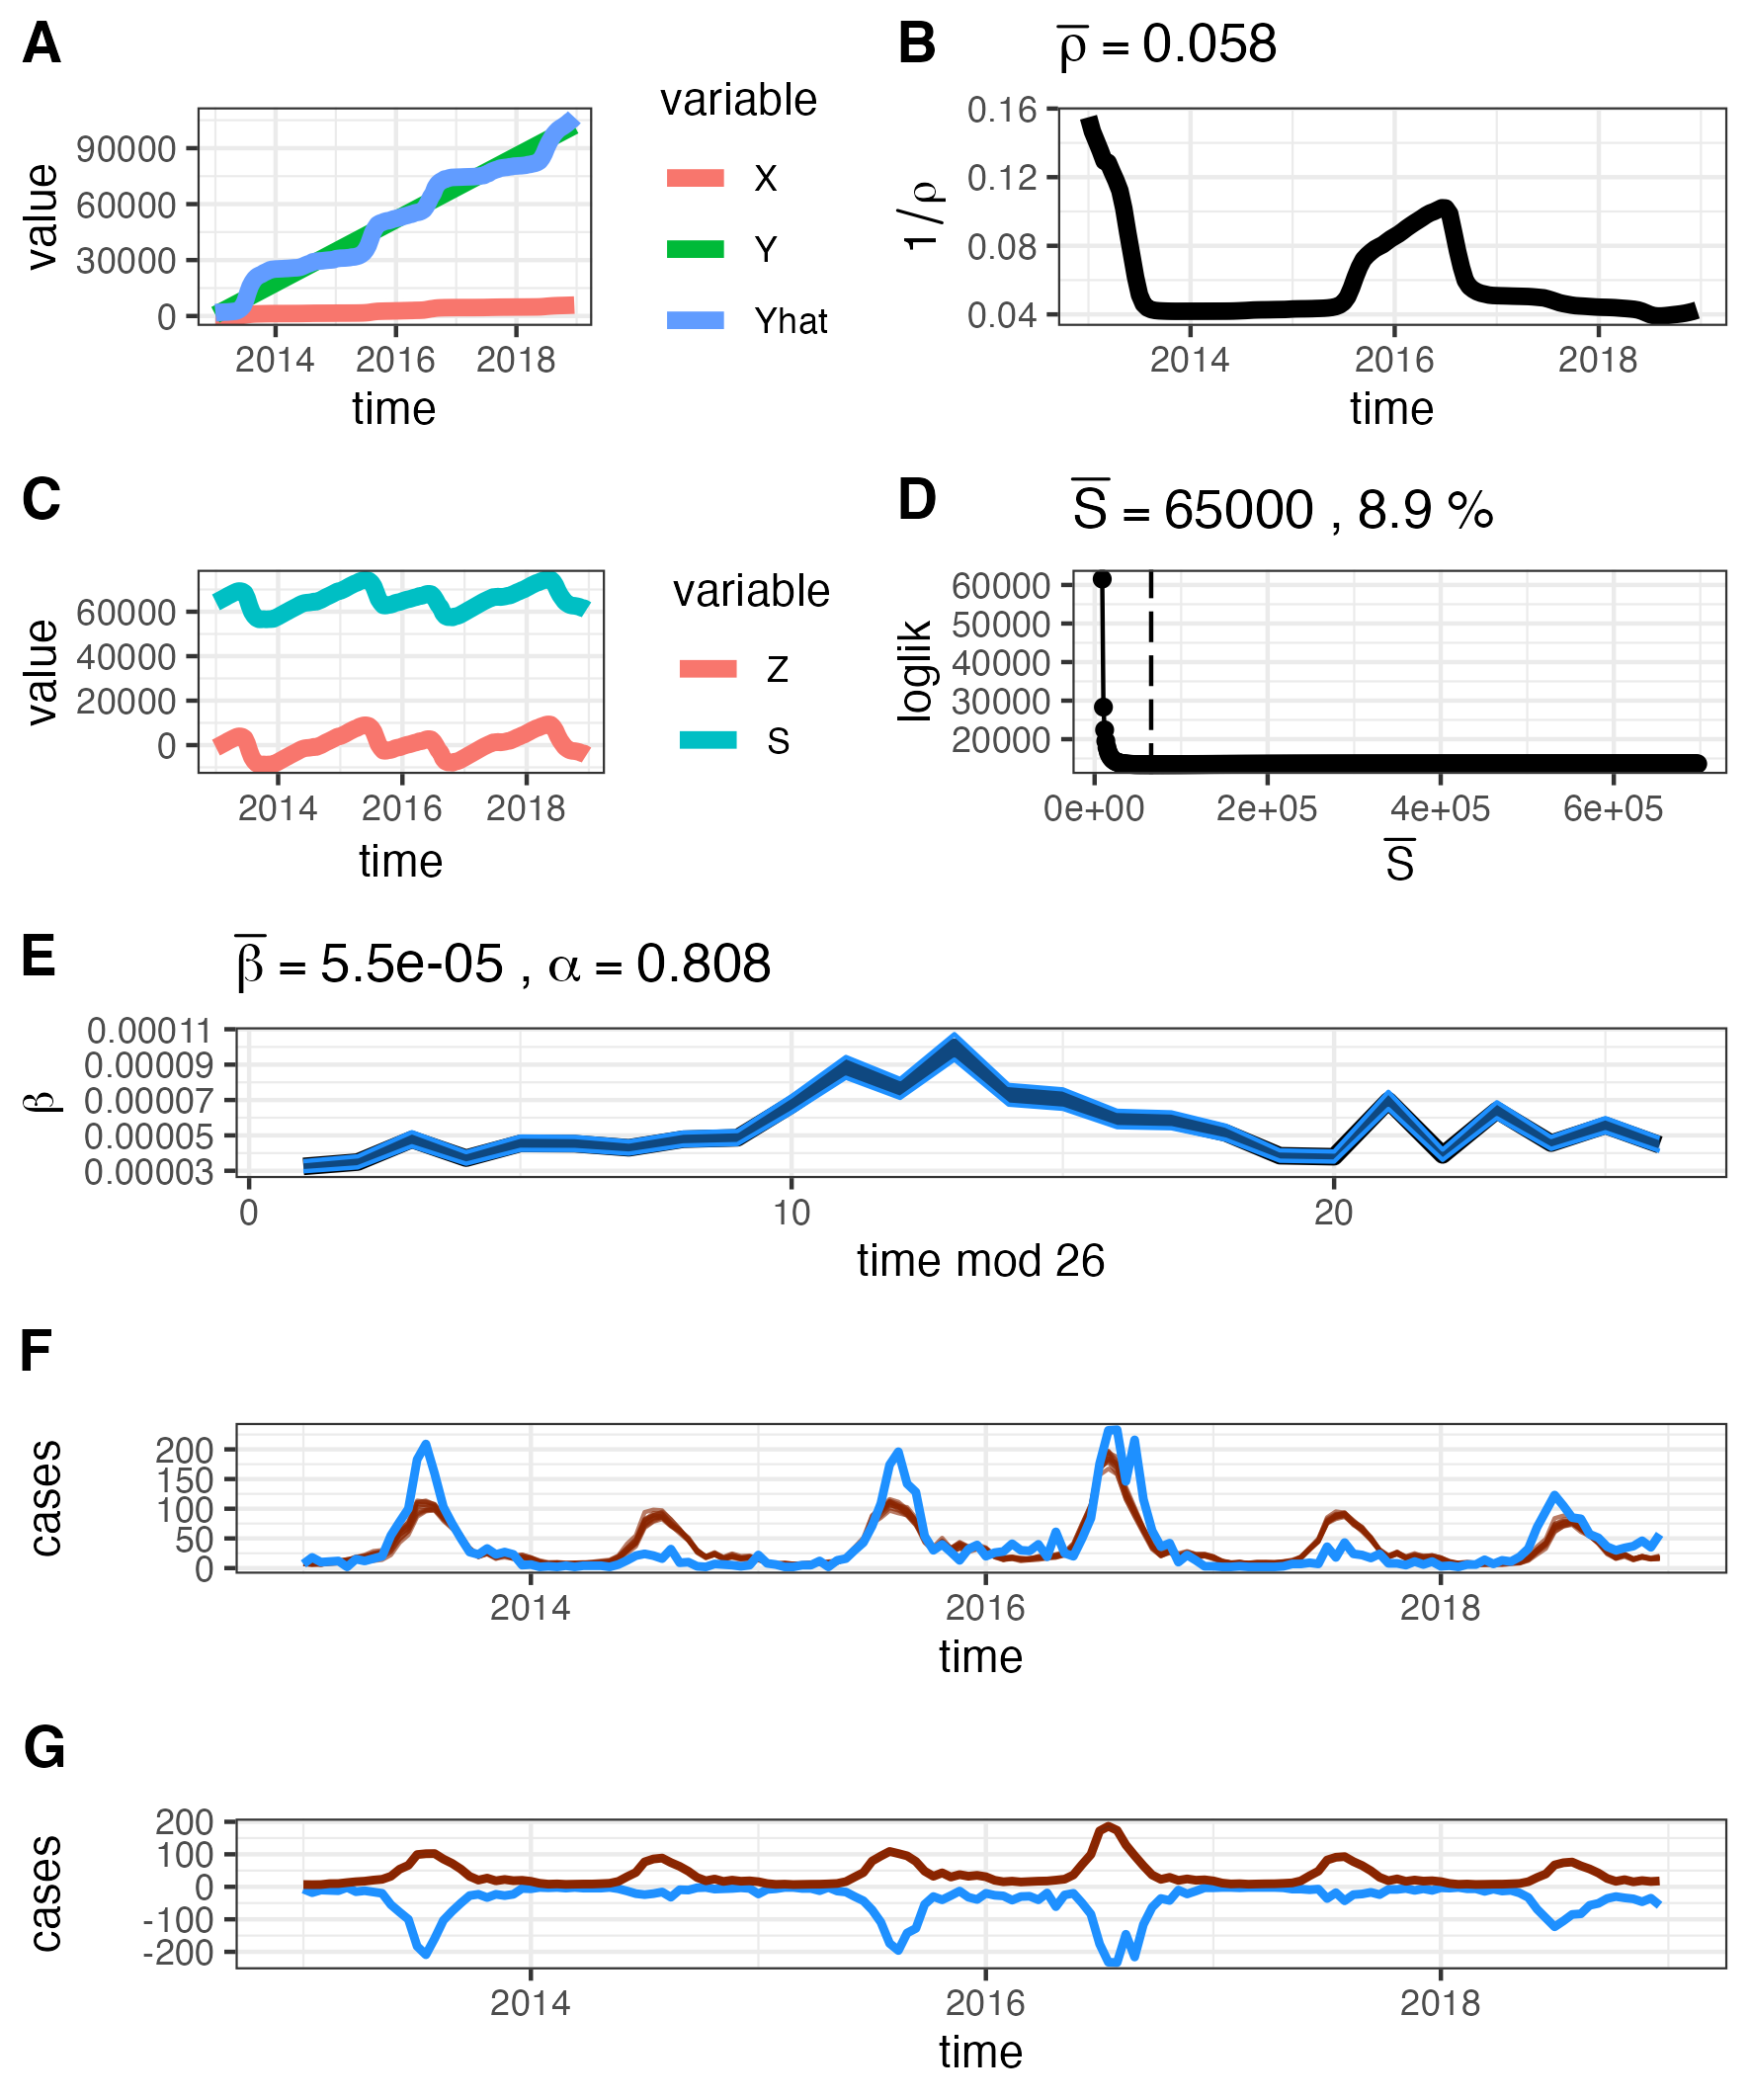 A
variable
X
Y
Yhat
value
90000
60000
30000
0
2014 2016 2018
time
B
ρ̅ = 0.058
1/ρ
0.16
0.12
0.08
0.04
2014 2016 2018
time
C
variable
Z
S
value
60000
40000
20000
0
2014 2016 2018
time
D
S̅ = 65000 , 8.9 %
loglik
60000
50000
40000
30000
20000
0e+00 2e+05 4e+05 6e+05
S̅
E
β̅ = 5.5e-05 , α = 0.808
β
0.00011
0.00009
0.00007
0.00005
0.00003
0 10 20
time mod 26
F
cases
200
150
100
50
0
2014 2016 2018
time
G
cases
200
100
0
-100
-200
2014 2016 2018
time